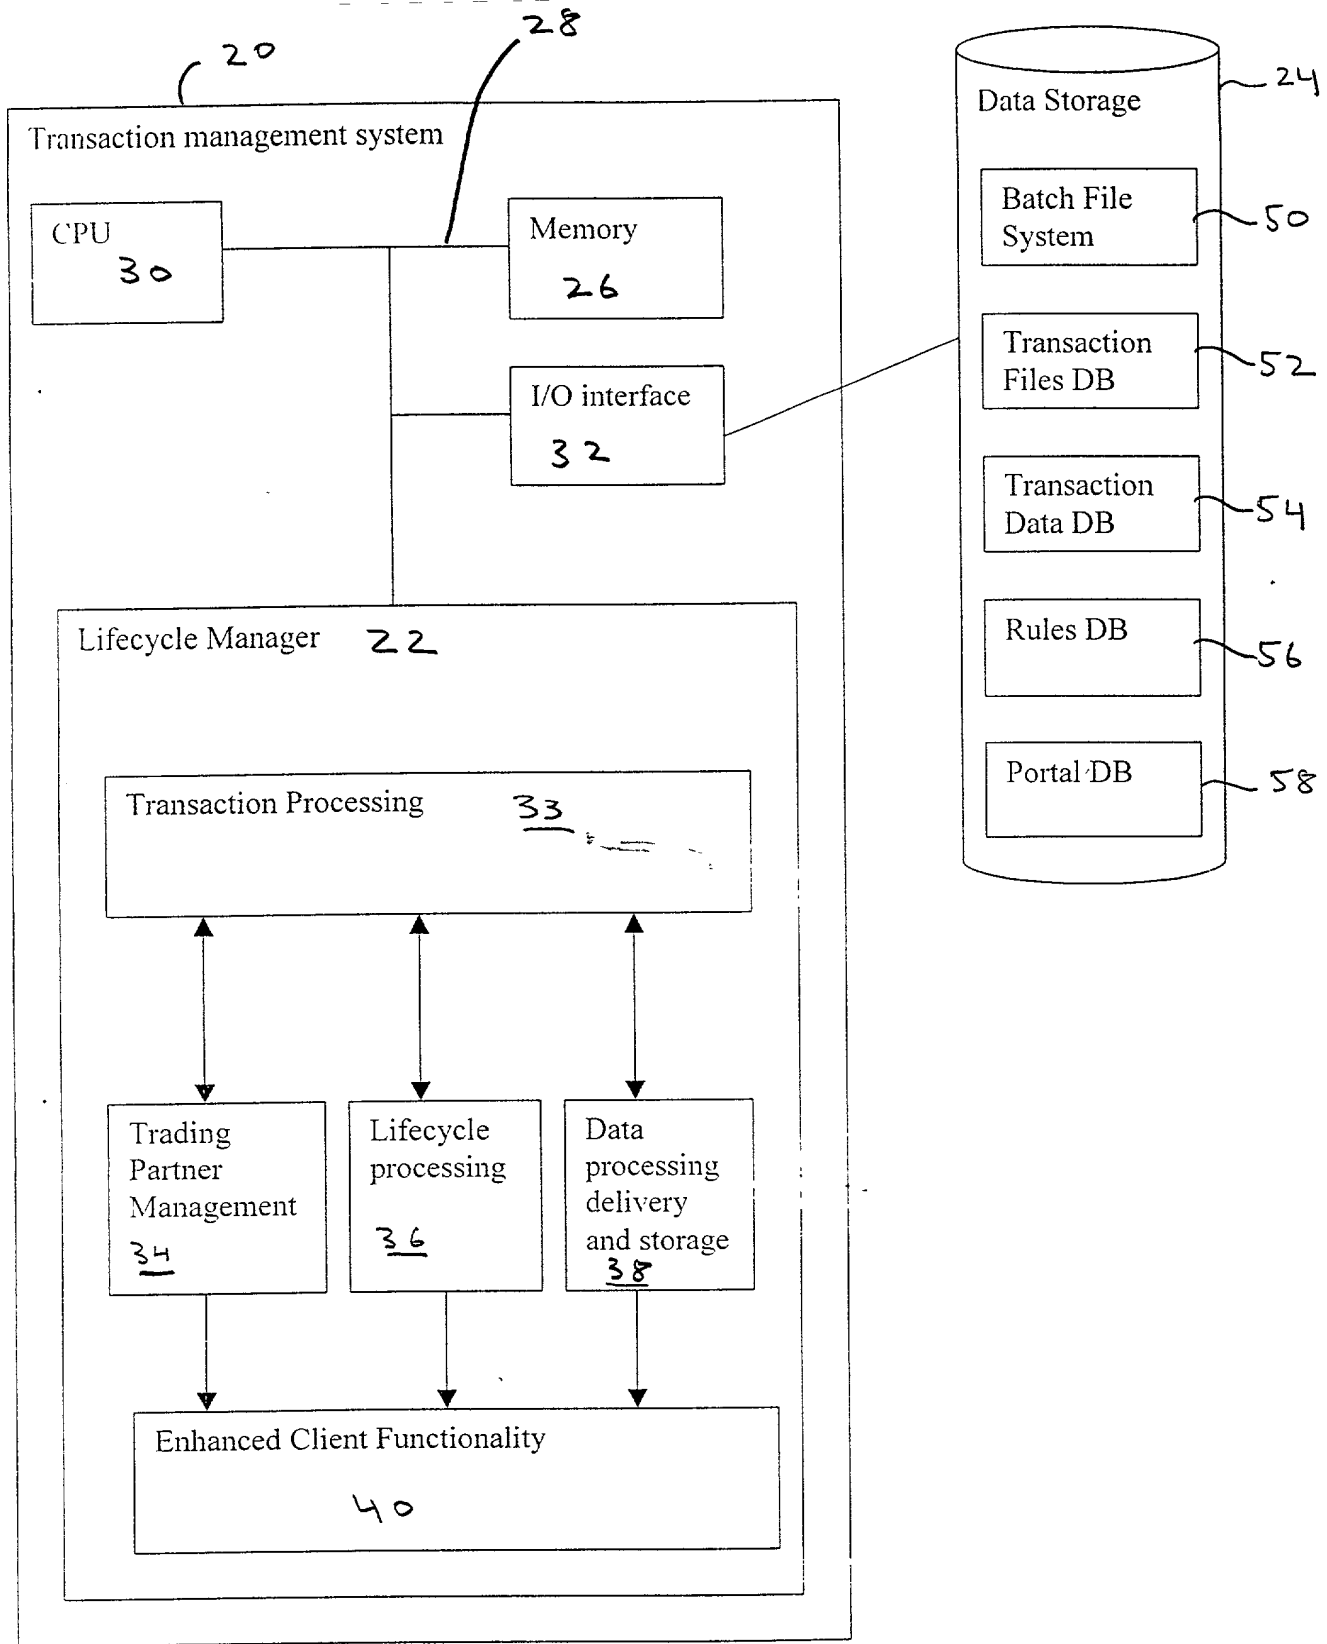 28
20
24
Transaction management system
Data Storage
CPU
30
Memory
26
Batch File
System
50
I/O interface
32
Transaction
Files DB
52
Transaction
Data DB
54
Lifecycle Manager 22
Rules DB
56
Portal DB
58
Transaction Processing 33
Trading
Partner
Management
34
Lifecycle
processing
36
Data
processing
delivery
and storage
38
Enhanced Client Functionality
40